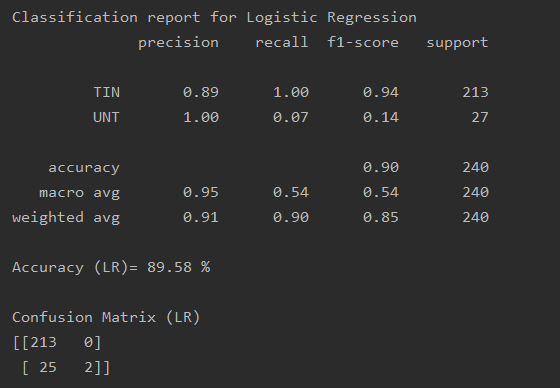 Classification report for Logistic Regression
precision recall f1-score support
TIN 0.89 1.00 0.94 213
UNT 1.00 0.07 0.14 27
accuracy 0.90 240
macro avg 0.95 0.54 0.54 240
weighted avg 0.91 0.90 0.85 240
Accuracy (LR)= 89.58 %
Confusion Matrix (LR)
[[213 0]
[ 25 2]]